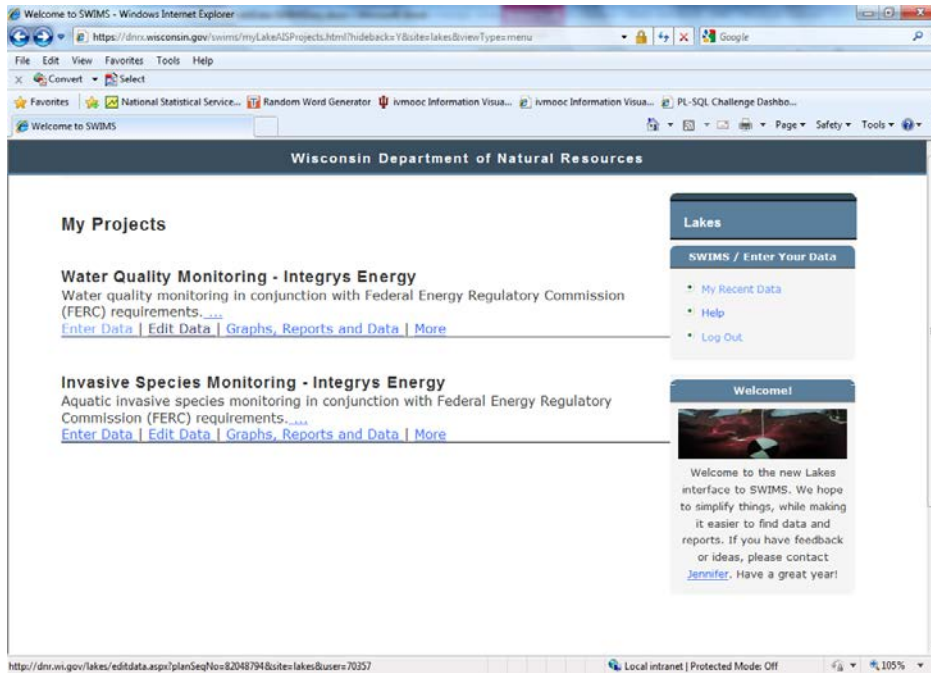 Welcome to SWIMS - Windows Internet Explorer
https://dnrx.wisconsin.gov/swims/myLakeAISProjects.html?hideback=Y&site=lakes&viewType=menu
Google
File Edit View Favorites Tools Help
x Convert Select
Favorites National Statistical Service... Random Word Generator ivmooc Information Visua... ivmooc Information Visua... PL-SQL Challenge Dashbo...
Welcome to SWIMS
Page Safety Tools
Wisconsin Department of Natural Resources
My Projects
Water Quality Monitoring - Integrys Energy
Water quality monitoring in conjunction with Federal Energy Regulatory Commission
(FERC) requirements. ...
Enter Data | Edit Data | Graphs, Reports and Data | More
Invasive Species Monitoring - Integrys Energy
Aquatic invasive species monitoring in conjunction with Federal Energy Regulatory
Commission (FERC) requirements. ...
Enter Data | Edit Data | Graphs, Reports and Data | More
Lakes
SWIMS / Enter Your Data
My Recent Data
Help
Log Out
Welcome!
Welcome to the new Lakes
interface to SWIMS. We hope
to simplify things, while making
it easier to find data and
reports. If you have feedback
or ideas, please contact
Jennifer. Have a great year!
http://dnr.wi.gov/lakes/editdata.aspx?planSeqNo=82048794&site=lakes&user=70357
Local intranet | Protected Mode: Off
105%